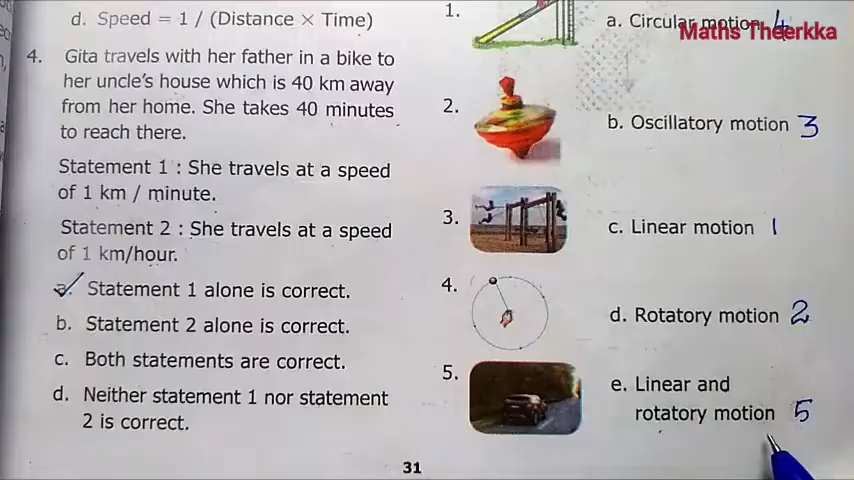 d. Speed = 1 / (Distance × Time)
4. Gita travels with her father in a bike to
her uncle's house which is 40 km away
from her home. She takes 40 minutes
to reach there.
Statement 1 : She travels at a speed
of 1 km / minute.
Statement 2 : She travels at a speed
of 1 km/hour.
a. Statement 1 alone is correct.
b. Statement 2 alone is correct.
c. Both statements are correct.
d. Neither statement 1 nor statement
2 is correct.
1.
a. Circular motion 4
Maths Theerkka
2.
b. Oscillatory motion 3
3.
c. Linear motion 1
4.
d. Rotatory motion 2
5.
e. Linear and
rotatory motion 5
31